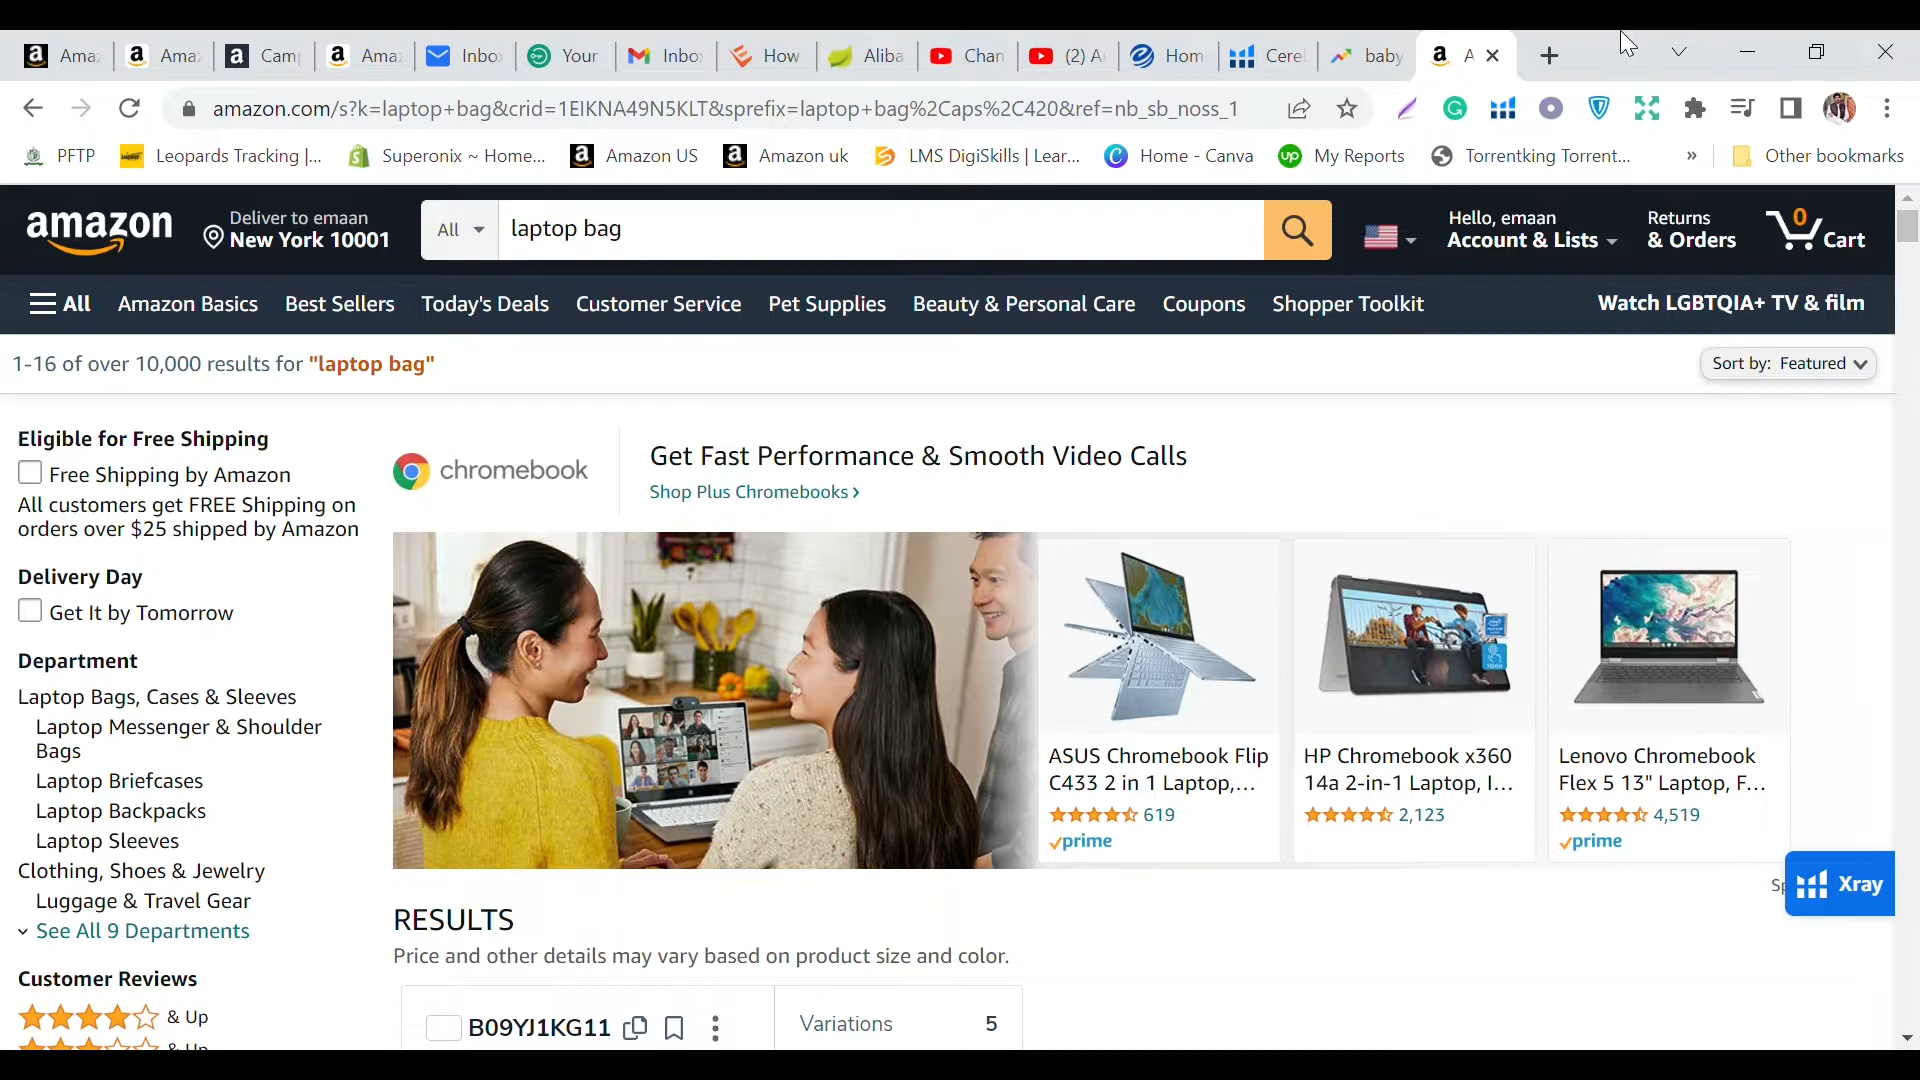 Ama
Ama
Cam
Ama
Inbo
Your
Inbo
How
Aliba
Chan
(2) A
Hom
Cere
baby
A
amazon.com/s?k=laptop+bag&crid=1EIKNA49N5KLT&sprefix=laptop+bag%2Caps%2C420&ref=nb_sb_noss_1
PFTP
Leopards Tracking |...
Superonix ~ Home...
Amazon US
Amazon uk
LMS DigiSkills | Lear...
Home - Canva
up My Reports
Torrentking Torrent...
»
Other bookmarks
amazon
Deliver to emaan
New York 10001
All
laptop bag
Hello, emaan
Account & Lists
Returns
& Orders
0
Cart
All
Amazon Basics
Best Sellers
Today's Deals
Customer Service
Pet Supplies
Beauty & Personal Care
Coupons
Shopper Toolkit
Watch LGBTQIA+ TV & film
1-16 of over 10,000 results for "laptop bag"
Sort by: Featured
Eligible for Free Shipping
Free Shipping by Amazon
All customers get FREE Shipping on
orders over $25 shipped by Amazon
Delivery Day
Get It by Tomorrow
Department
Laptop Bags, Cases & Sleeves
Laptop Messenger & Shoulder
Bags
Laptop Briefcases
Laptop Backpacks
Laptop Sleeves
Clothing, Shoes & Jewelry
Luggage & Travel Gear
See All 9 Departments
Customer Reviews
& Up
& Up
chromebook
Get Fast Performance & Smooth Video Calls
Shop Plus Chromebooks ›
ASUS Chromebook Flip
C433 2 in 1 Laptop,...
619
prime
HP Chromebook x360
14a 2-in-1 Laptop, I...
2,123
Lenovo Chromebook
Flex 5 13" Laptop, F...
4,519
prime
Sp
Xray
RESULTS
Price and other details may vary based on product size and color.
B09YJ1KG11
Variations
5